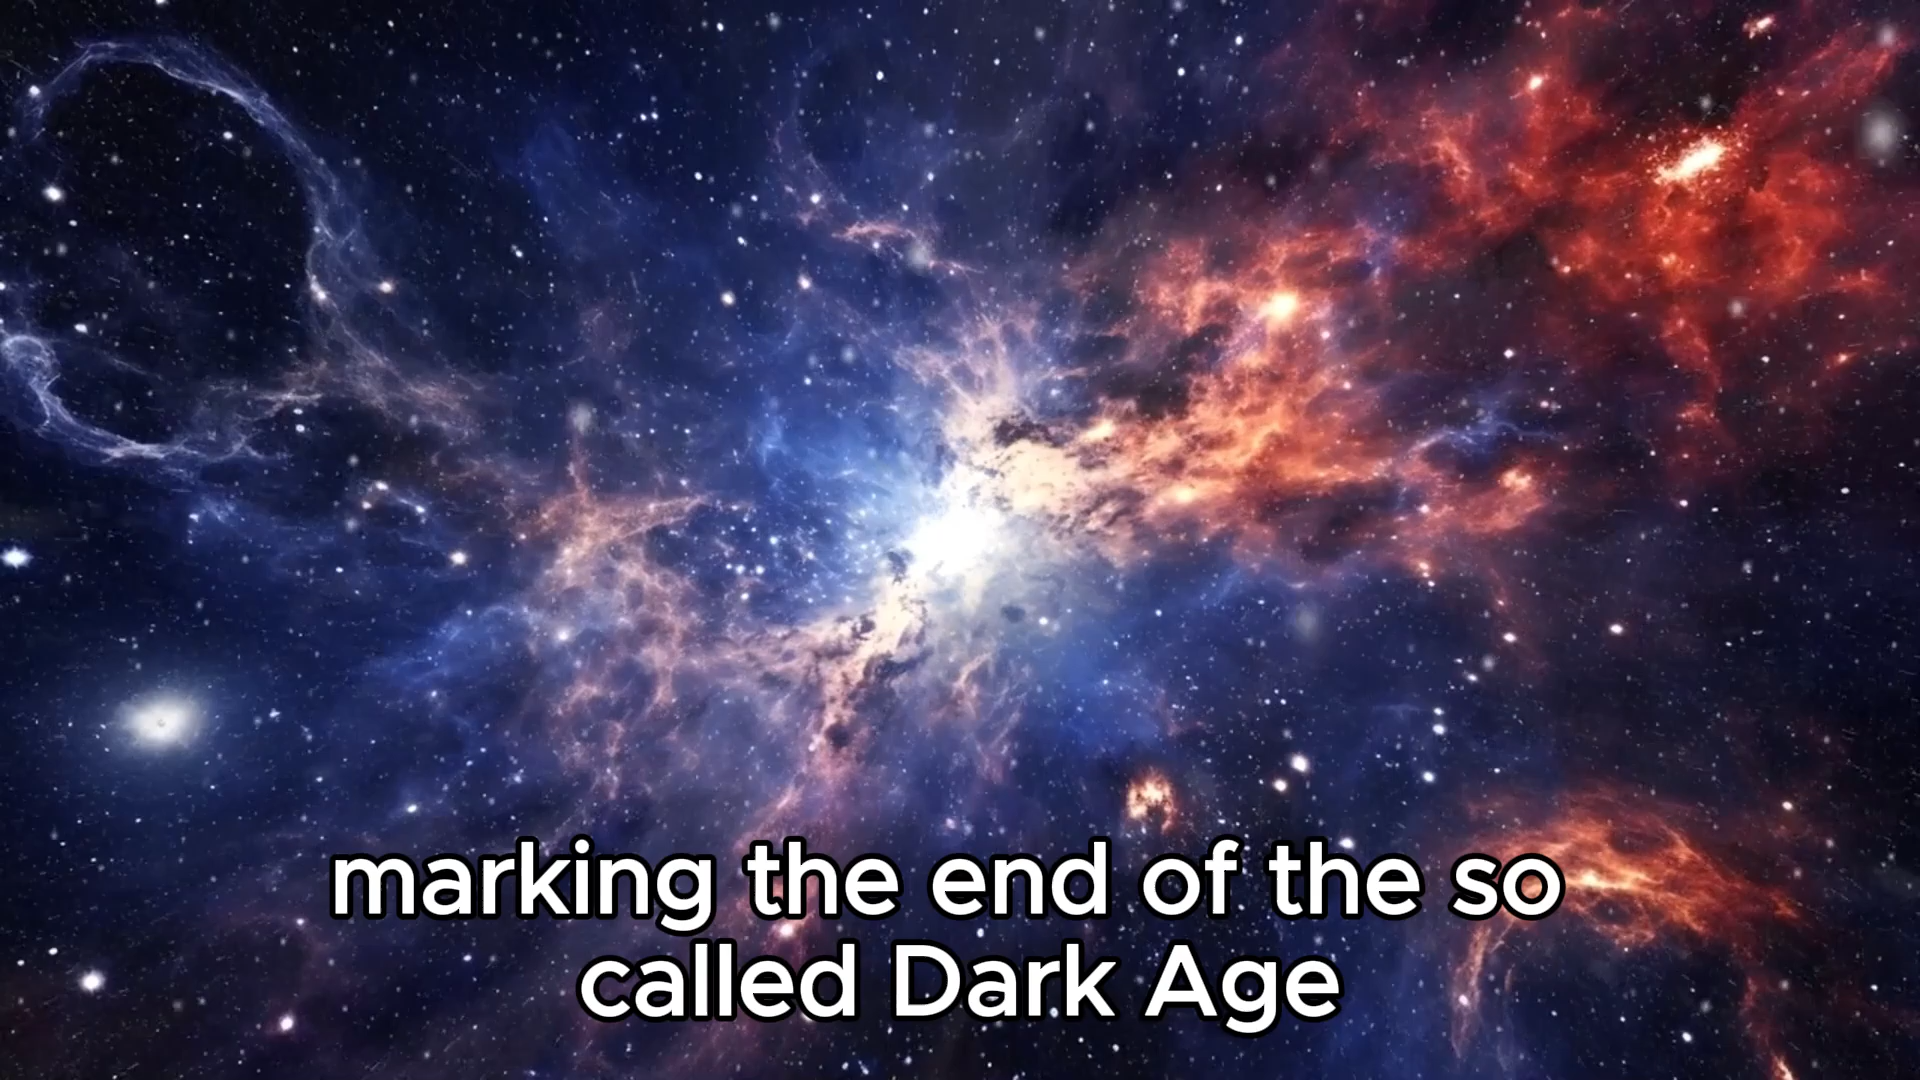 marking the end of the so
called Dark Age